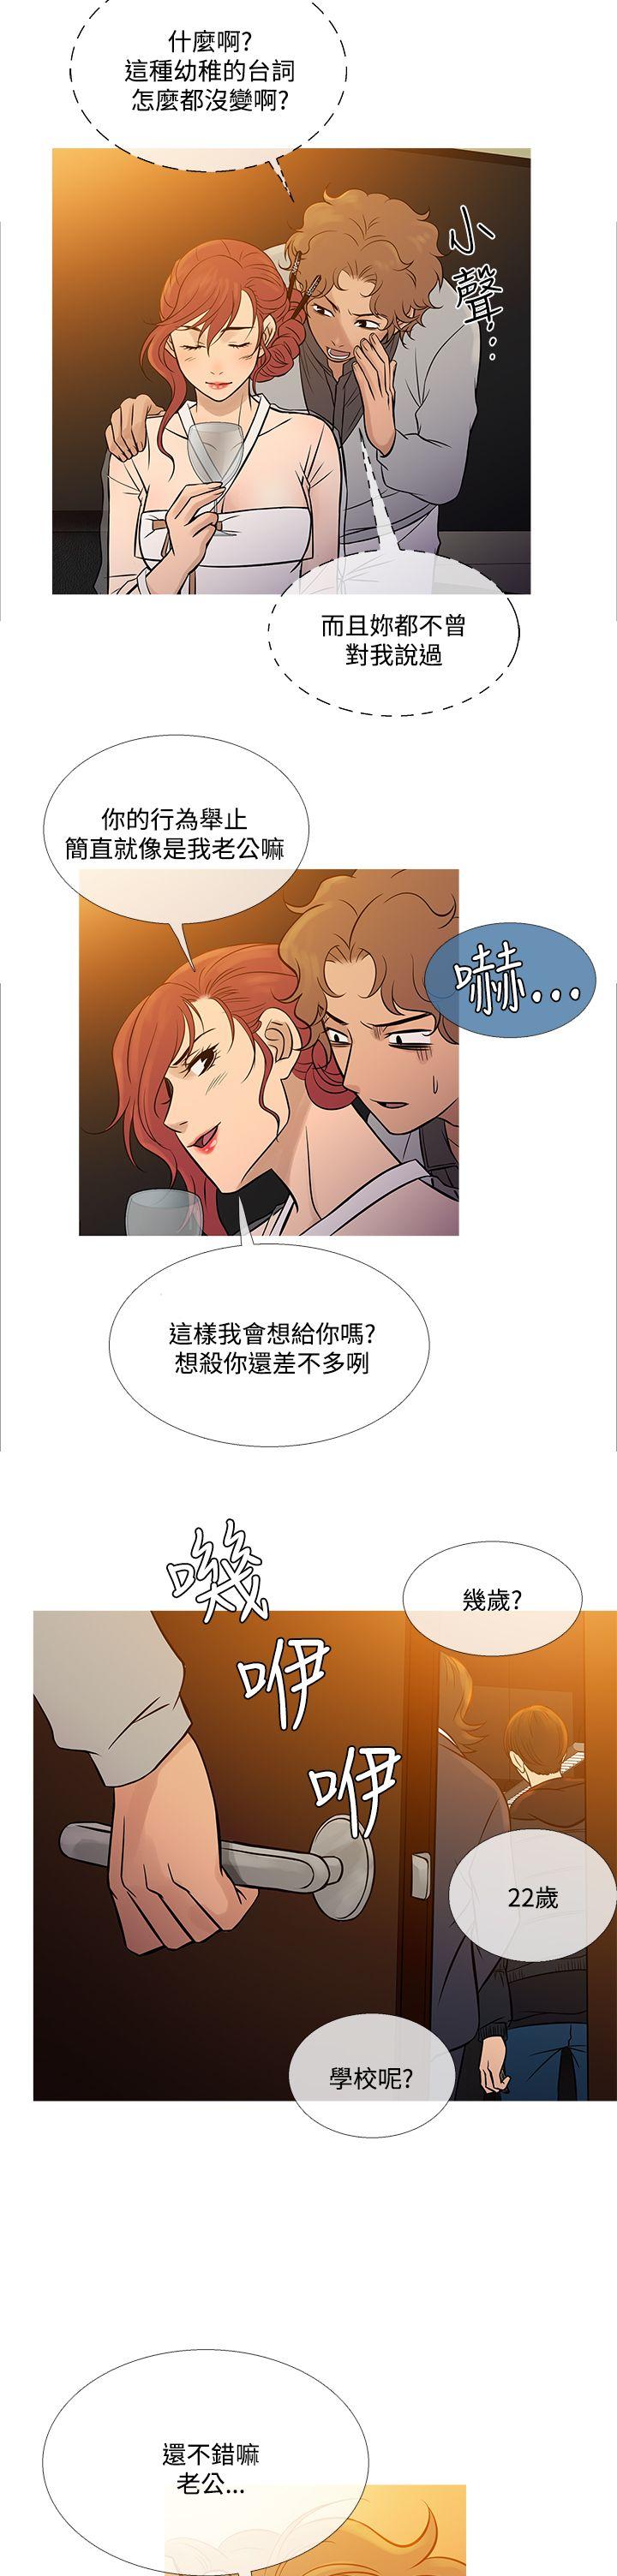 什麼啊?
這種幼稚的台詞
怎麼都沒變啊?
小聲...
而且妳都不曾
對我說過
你的行為舉止
簡直就像是我老公嘛
嚇...
這樣我會想給你嗎?
想殺你還差不多咧
嘰
咿
咿
幾歲?
22歲
學校呢?
還不錯嘛
老公...